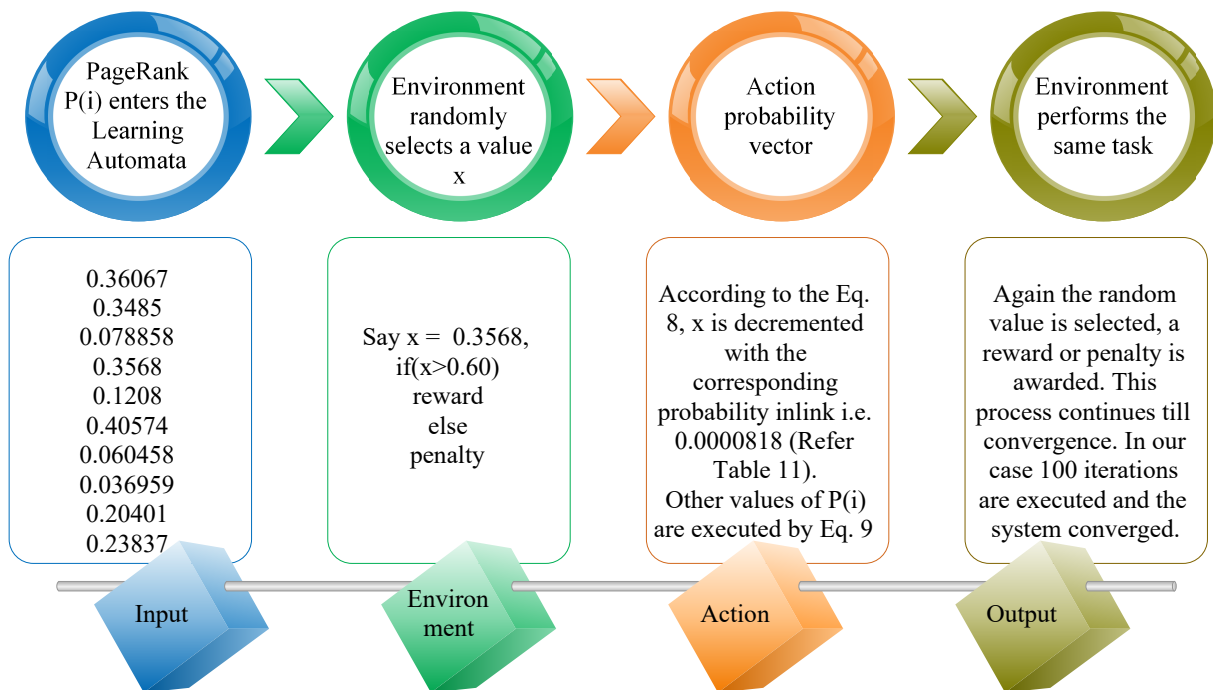 PageRank
P(i) enters the
Learning
Automata
Environment
randomly
selects a value
x
Action
probability
vector
Environment
performs the
same task
0.36067
0.3485
0.078858
0.3568
0.1208
0.40574
0.060458
0.036959
0.20401
0.23837
Say x = 0.3568,
if(x>0.60)
reward
else
penalty
According to the Eq.
8, x is decremented
with the
corresponding
probability inlink i.e.
0.0000818 (Refer
Table 11).
Other values of P(i)
are executed by Eq. 9
Again the random
value is selected, a
reward or penalty is
awarded. This
process continues till
convergence. In our
case 100 iterations
are executed and the
system converged.
Input
Environ
ment
Action
Output